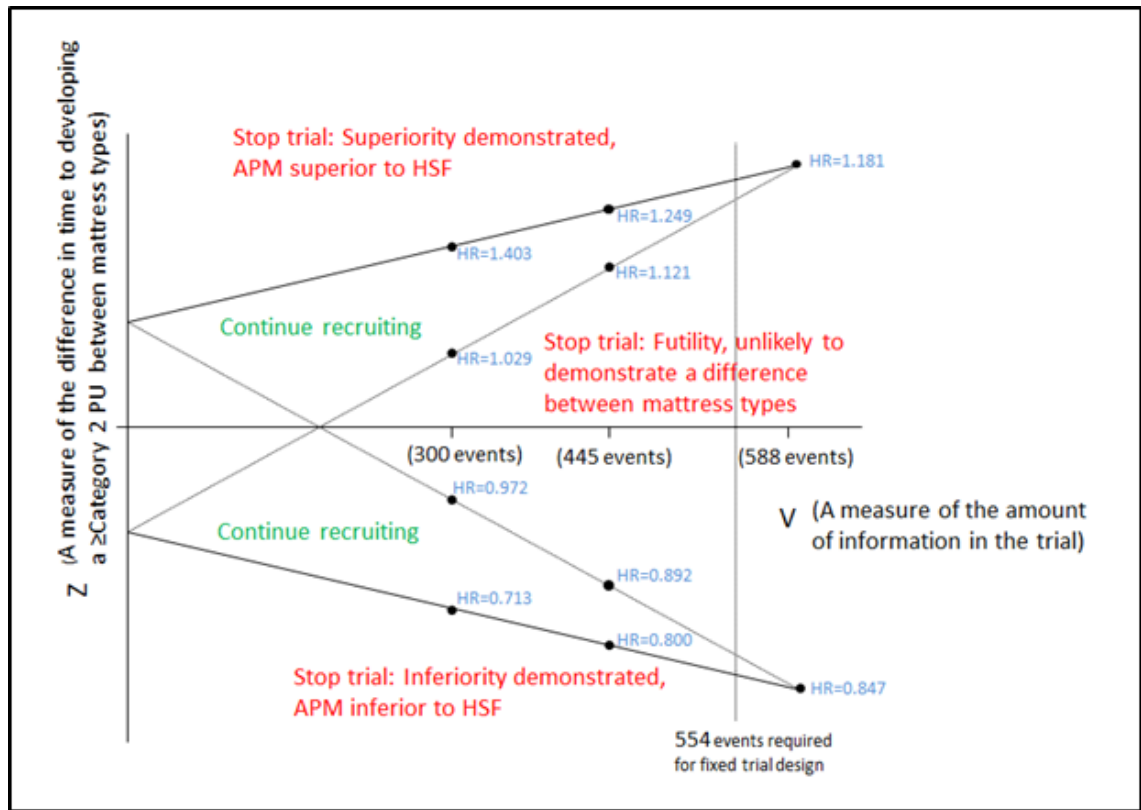 Z (A measure of the difference in time to developing
a ≥Category 2 PU between mattress types)
Stop trial: Superiority demonstrated,
APM superior to HSF
HR=1.181
HR=1.249
HR=1.403
HR=1.121
Continue recruiting
HR=1.029
Stop trial: Futility, unlikely to
demonstrate a difference
between mattress types
(300 events)
(445 events)
(588 events)
HR=0.972
V (A measure of the amount
of information in the trial)
Continue recruiting
HR=0.892
HR=0.713
HR=0.800
Stop trial: Inferiority demonstrated,
APM inferior to HSF
HR=0.847
554 events required
for fixed trial design